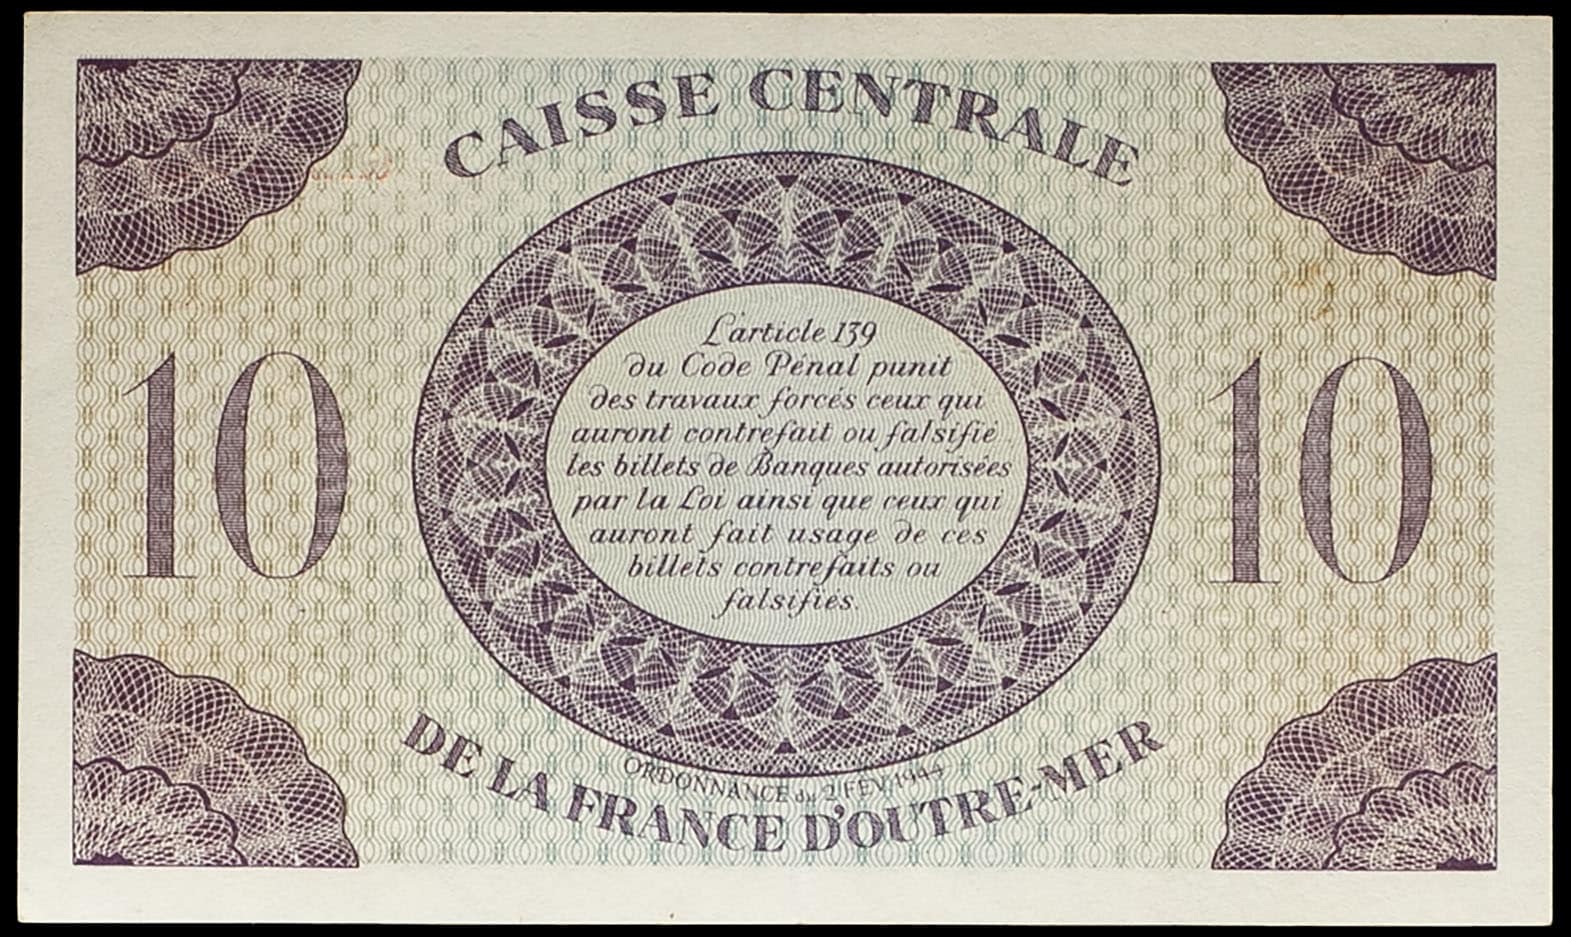 CAISSE CENTRALE
L'article 139
du Code Pénal punit
des travaux forcés ceux qui
auront contrefait ou falsifié
les billets de Banques autorisées
par la Loi ainsi que ceux qui
auront fait usage de ces
billets contrefaits ou
falsifiés.
10
10
ORDONNANCE du 2 FEV. 1944
DE LA FRANCE D'OUTRE-MER